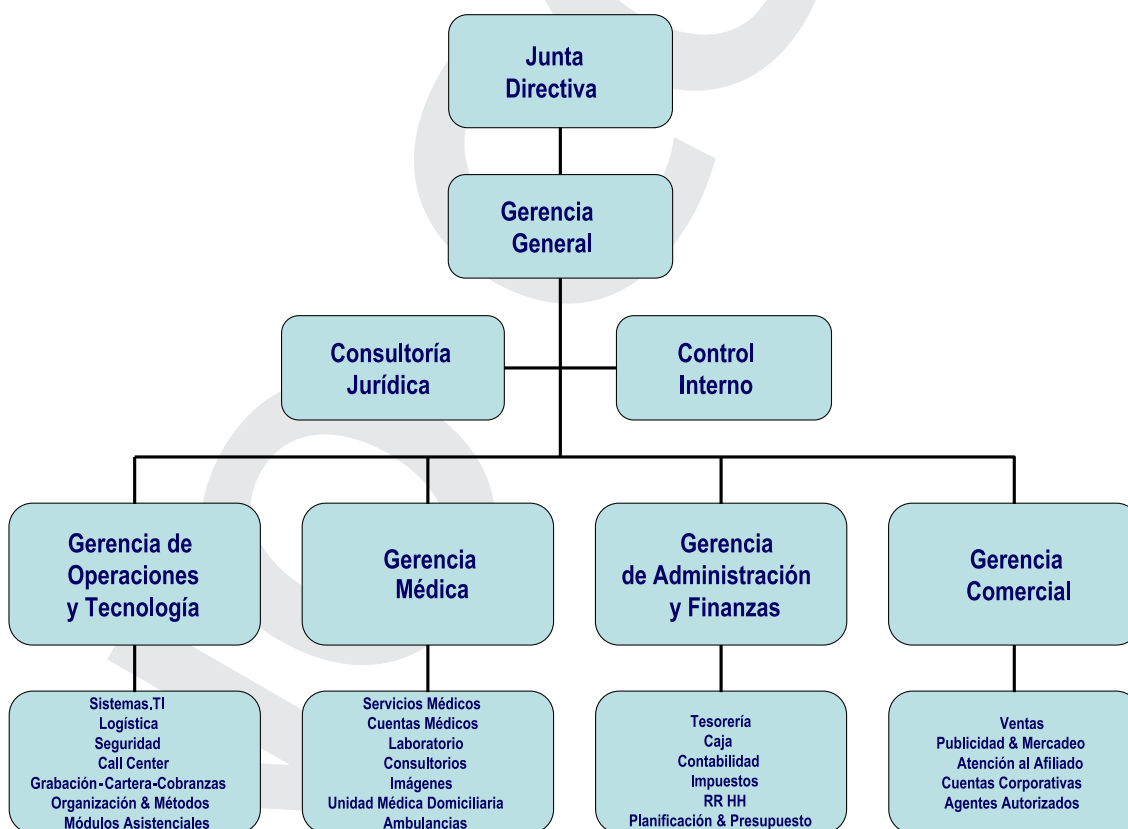 Junta
Directiva
Gerencia
General
Consultoría
Jurídica
Control
Interno
Gerencia de
Operaciones
y Tecnología
Gerencia
Médica
Gerencia
de Administración
y Finanzas
Gerencia
Comercial
Sistemas,TI
Logística
Seguridad
Call Center
Grabación-Cartera-Cobranzas
Organización & Métodos
Módulos Asistenciales
Servicios Médicos
Cuentas Médicos
Laboratorio
Consultorios
Imágenes
Unidad Médica Domiciliaria
Ambulancias
Tesorería
Caja
Contabilidad
Impuestos
RR HH
Planificación & Presupuesto
Ventas
Publicidad & Mercadeo
Atención al Afiliado
Cuentas Corporativas
Agentes Autorizados